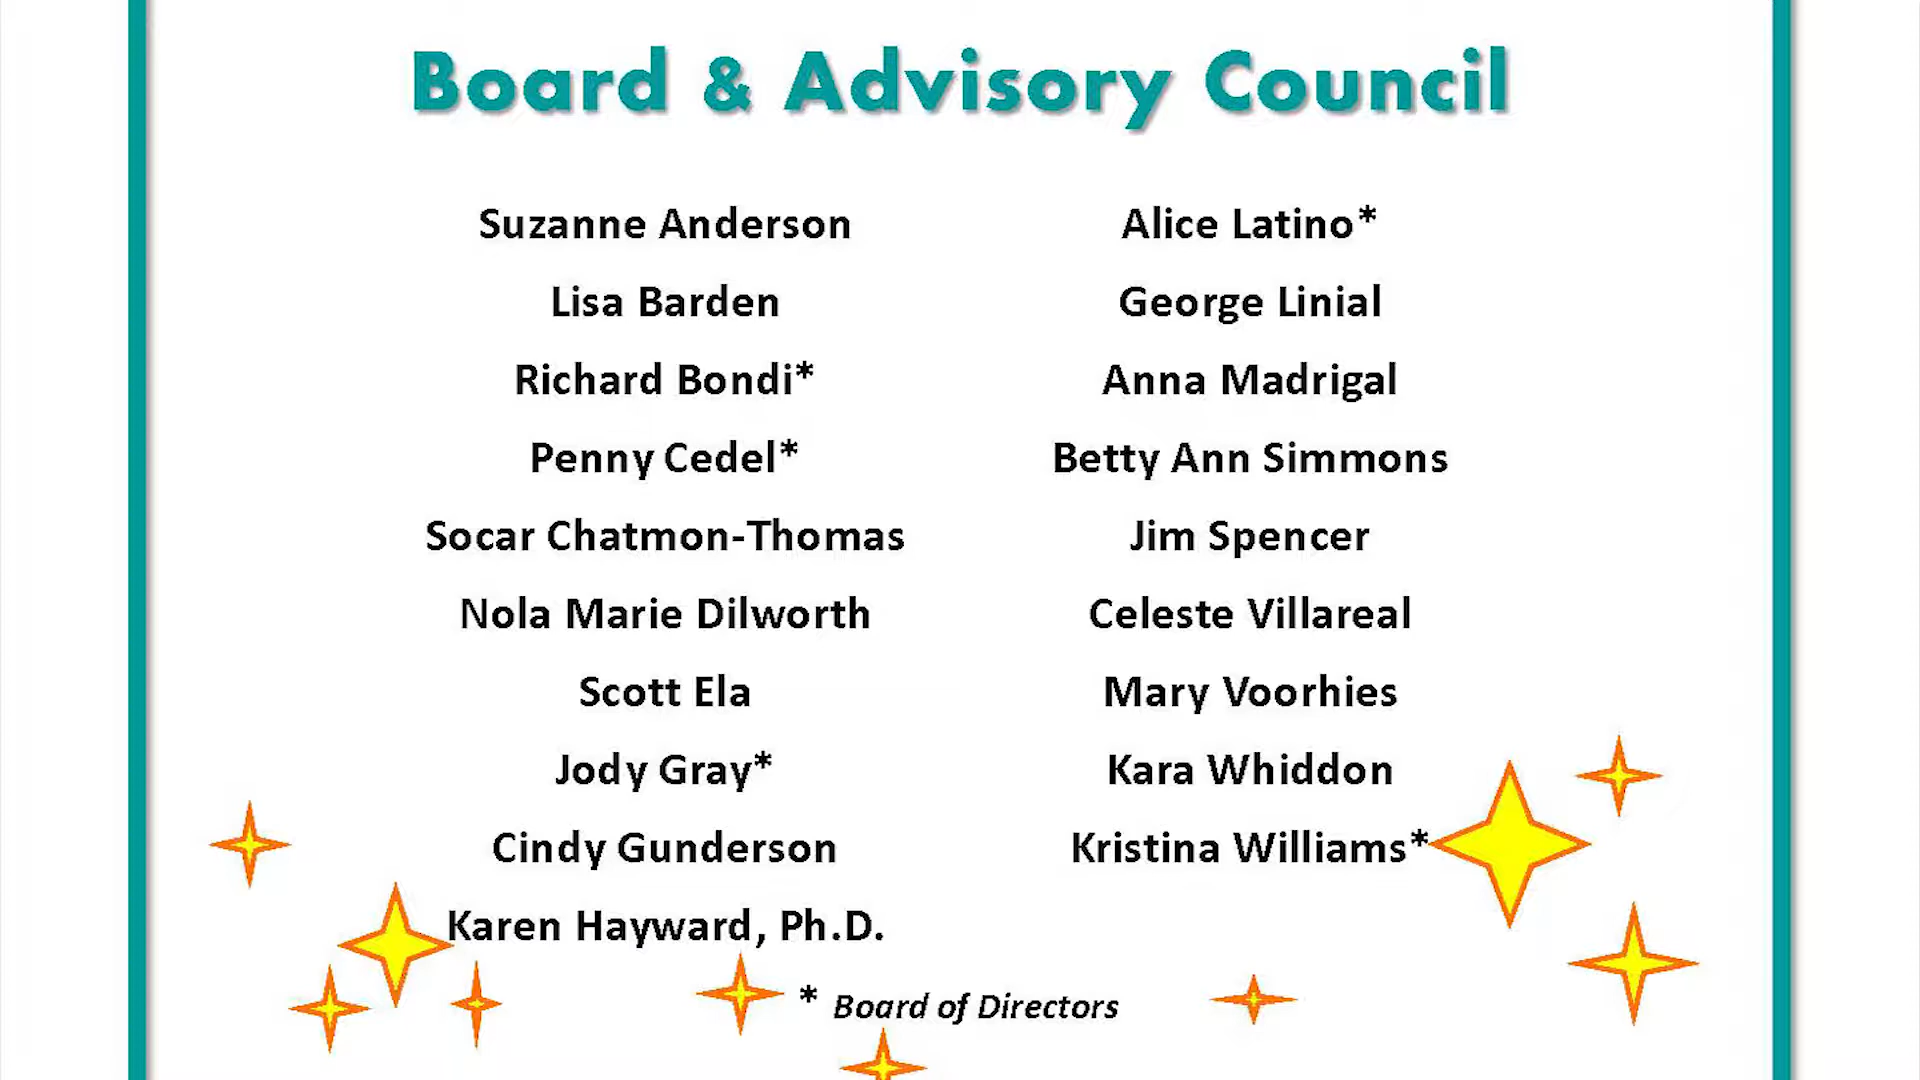 Board & Advisory Council
Suzanne Anderson
Lisa Barden
Richard Bondi*
Penny Cedel*
Socar Chatmon-Thomas
Nola Marie Dilworth
Scott Ela
Jody Gray*
Cindy Gunderson
Karen Hayward, Ph.D.
Alice Latino*
George Linial
Anna Madrigal
Betty Ann Simmons
Jim Spencer
Celeste Villareal
Mary Voorhies
Kara Whiddon
Kristina Williams*
* Board of Directors